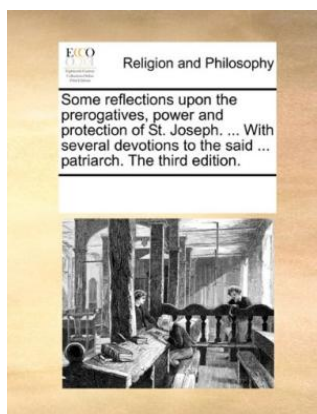 ECCO
Religion and Philosophy
Some reflections upon the
prerogatives, power and
protection of St. Joseph. ... With
several devotions to the said ...
patriarch. The third edition.